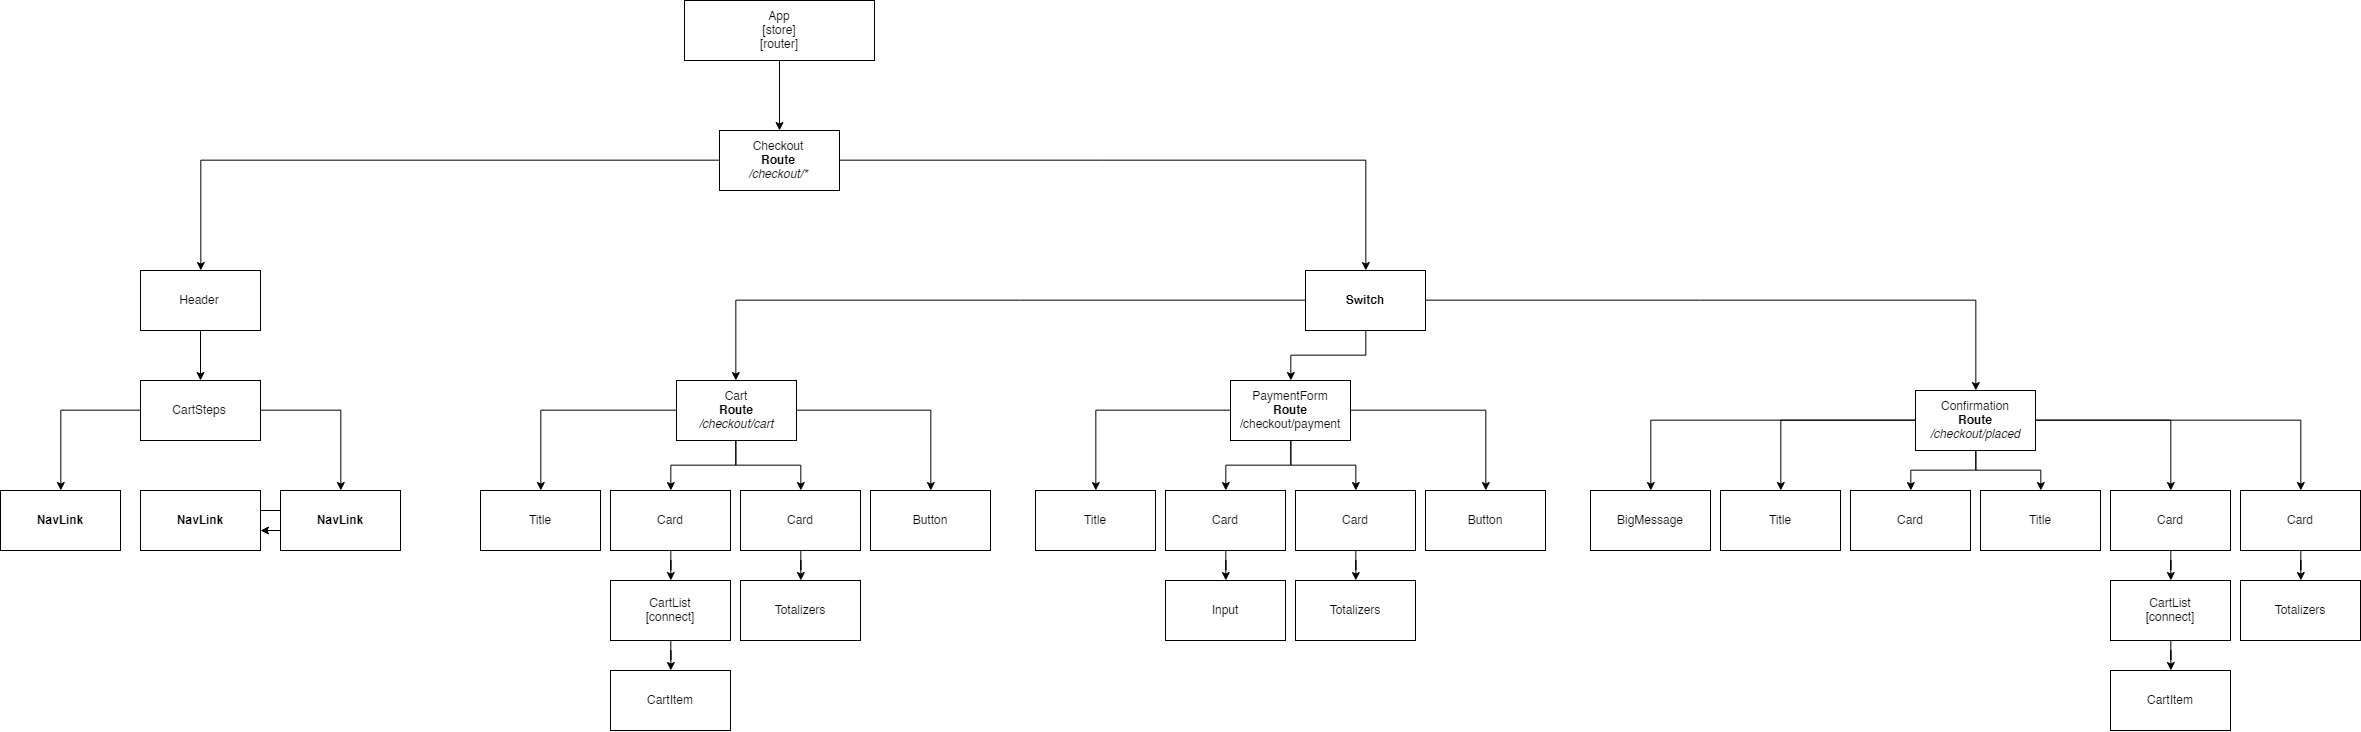 App
[store]
[router]
Checkout
Route
/checkout/*
Header
Switch
CartSteps
Cart
Route
/checkout/cart
PaymentForm
Route
/checkout/payment
Confirmation
Route
/checkout/placed
NavLink
NavLink
NavLink
Title
Card
Card
Button
Title
Card
Card
Button
BigMessage
Title
Card
Title
Card
Card
CartList
[connect]
Totalizers
Input
Totalizers
CartList
[connect]
Totalizers
CartItem
CartItem